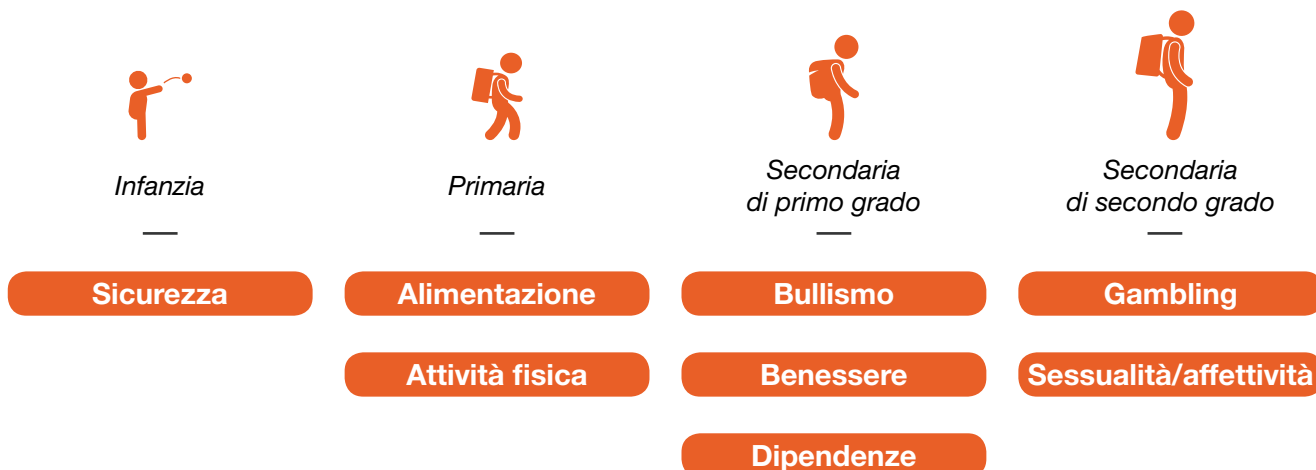 Infanzia
Primaria
Secondaria
di primo grado
Secondaria
di secondo grado
Sicurezza
Alimentazione
Bullismo
Gambling
Attività fisica
Benessere
Sessualità/affettività
Dipendenze